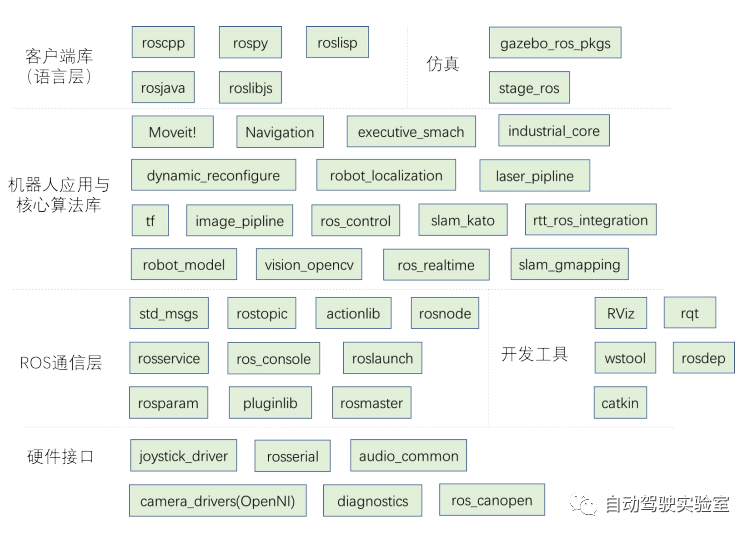 客户端库
（语言层）
roscpp
rospy
roslisp
rosjava
roslibjs
仿真
gazebo_ros_pkgs
stage_ros
机器人应用与
核心算法库
Moveit!
Navigation
executive_smach
industrial_core
dynamic_reconfigure
robot_localization
laser_pipline
tf
image_pipline
ros_control
slam_kato
rtt_ros_integration
robot_model
vision_opencv
ros_realtime
slam_gmapping
ROS通信层
std_msgs
rostopic
actionlib
rosnode
rosservice
ros_console
roslaunch
rosparam
pluginlib
rosmaster
开发工具
RViz
rqt
wstool
rosdep
catkin
硬件接口
joystick_driver
rosserial
audio_common
camera_drivers(OpenNI)
diagnostics
ros_canopen
自动驾驶实验室